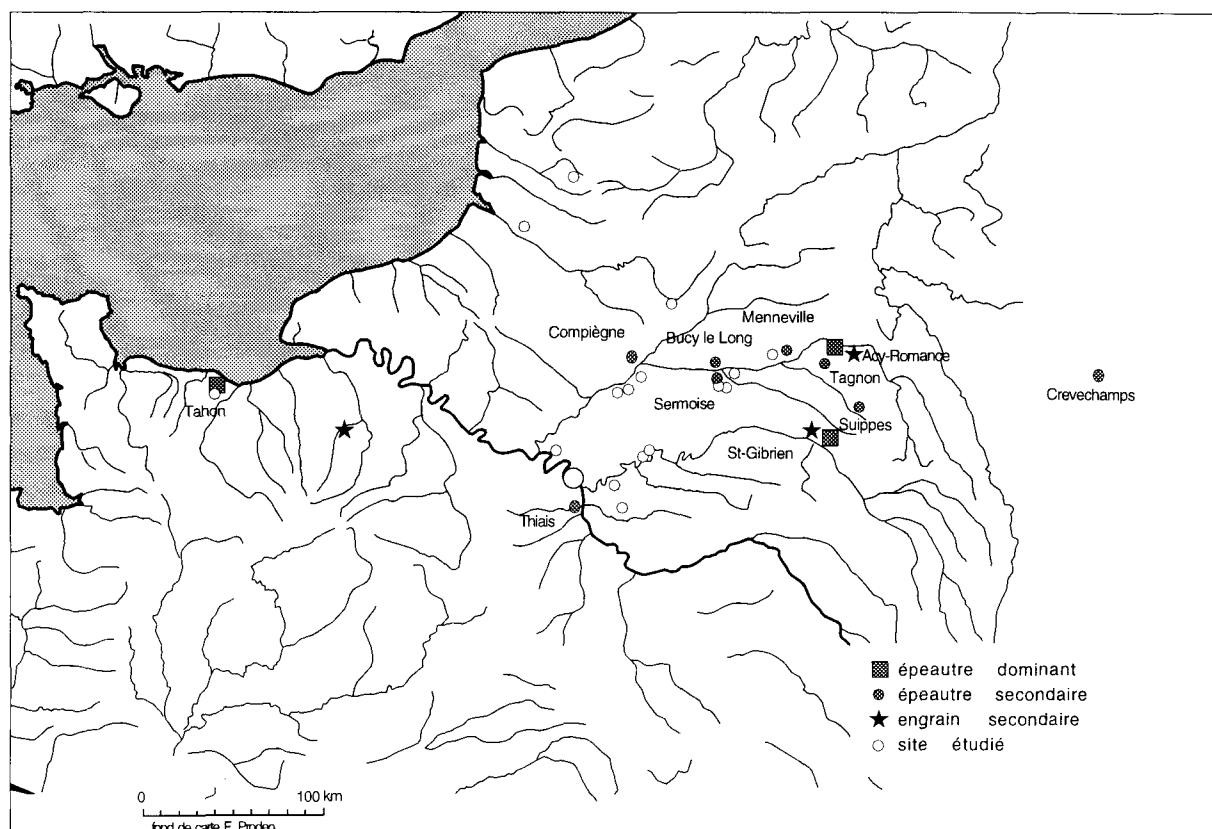 Menneville
Compiègne
Bucy le Long
Acy-Romance
Tagnon
Crevechamps
Tahon
Sermoise
Suippes
St-Gibrien
Thiais
épeautre dominant
épeautre secondaire
engrain secondaire
site étudié
0 100 km
fond de carte F.